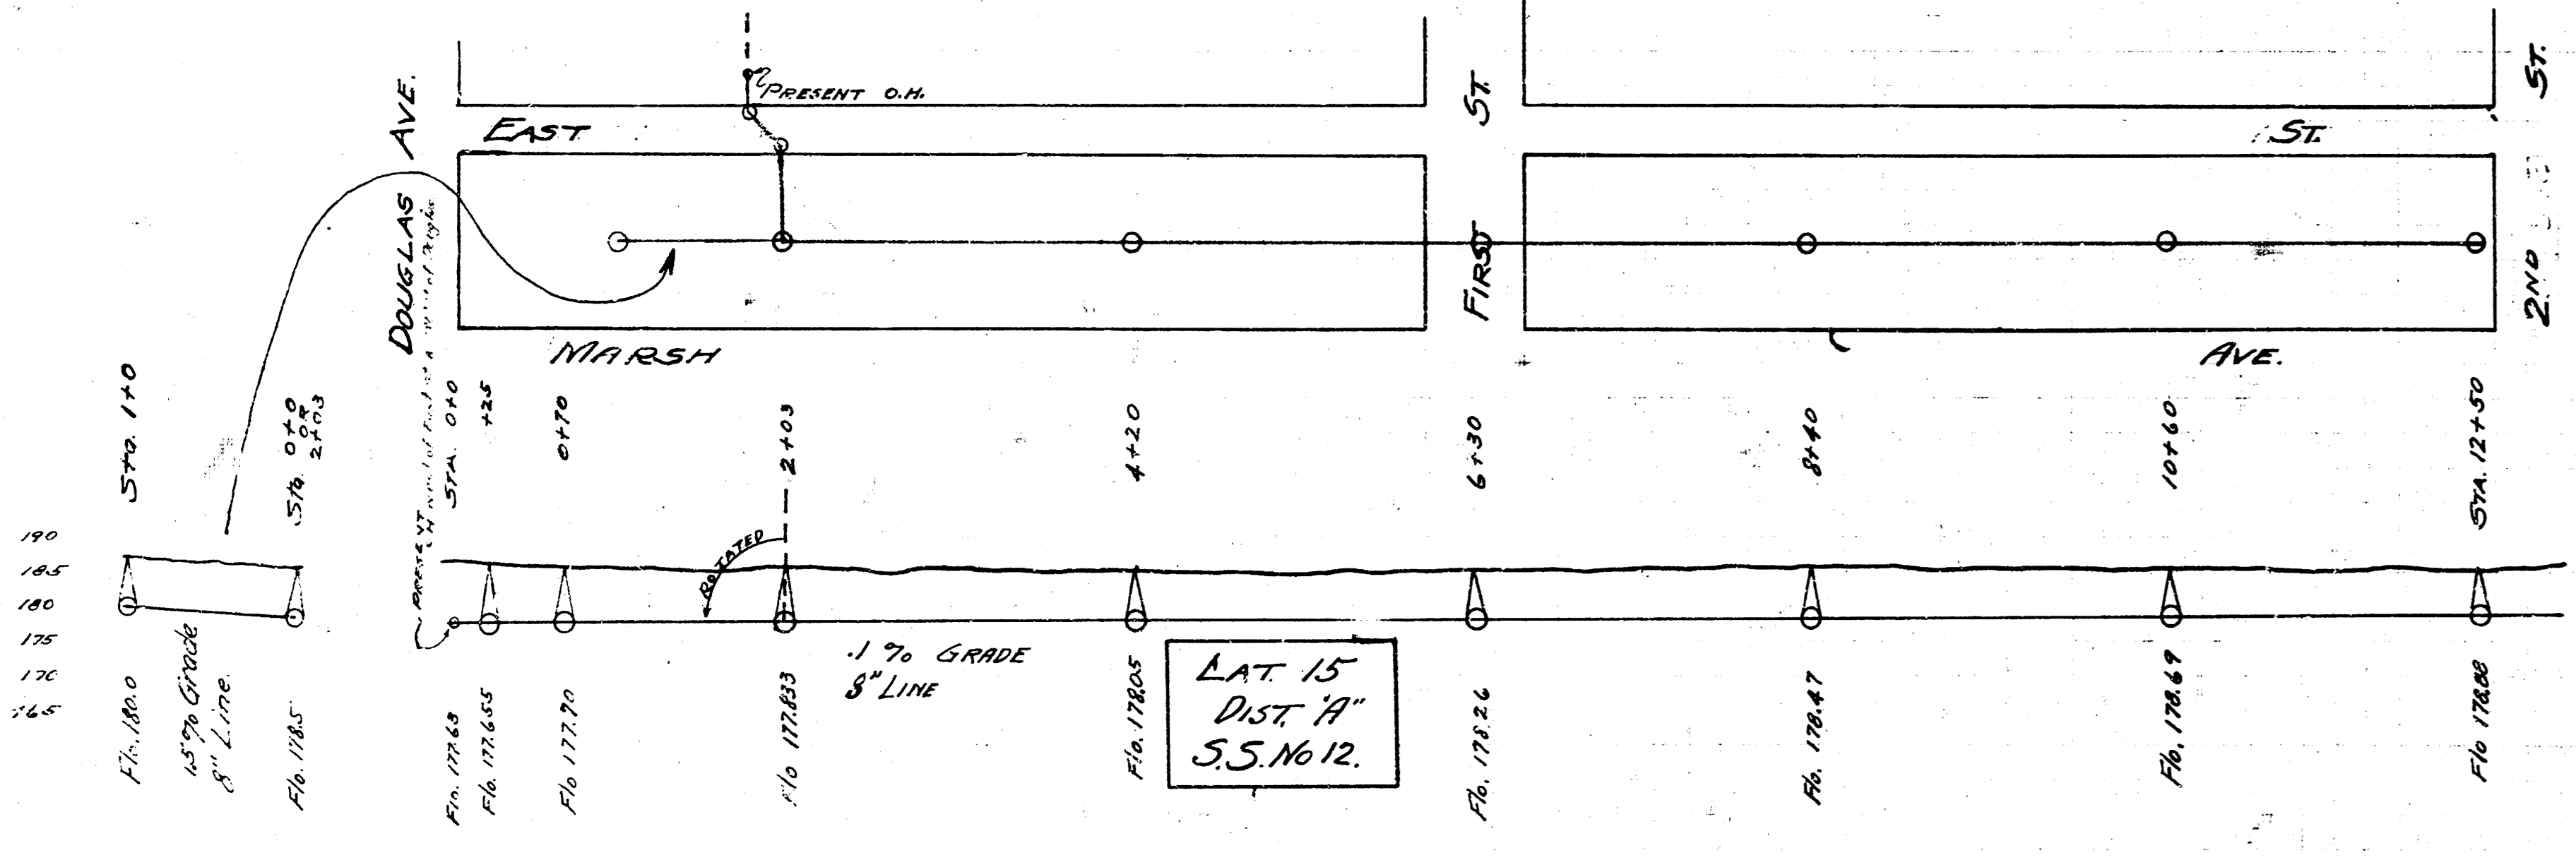 PRESENT O.H.
EAST
ST.
DOUGLAS AVE.
FIRST ST.
2ND ST.
MARSH
AVE.
Sta. 1+0
Sta. 0+0
OR
2+03
PRESENT
STA. 0+0
+25
0+70
2+03
4+20
6+30
8+40
10+60
STA. 12+50
190
185
180
175
170
165
ROTATED
1.5% Grade
8" Line.
.1% GRADE
8" LINE
Flo. 180.0
Flo. 178.5
Flo. 177.63
Flo. 177.655
Flo 177.70
Flo 177.833
Flo. 178.05
Flo. 178.26
Flo. 178.47
Flo. 178.69
Flo 178.88
LAT. 15
DIST. "A"
S.S. No 12.